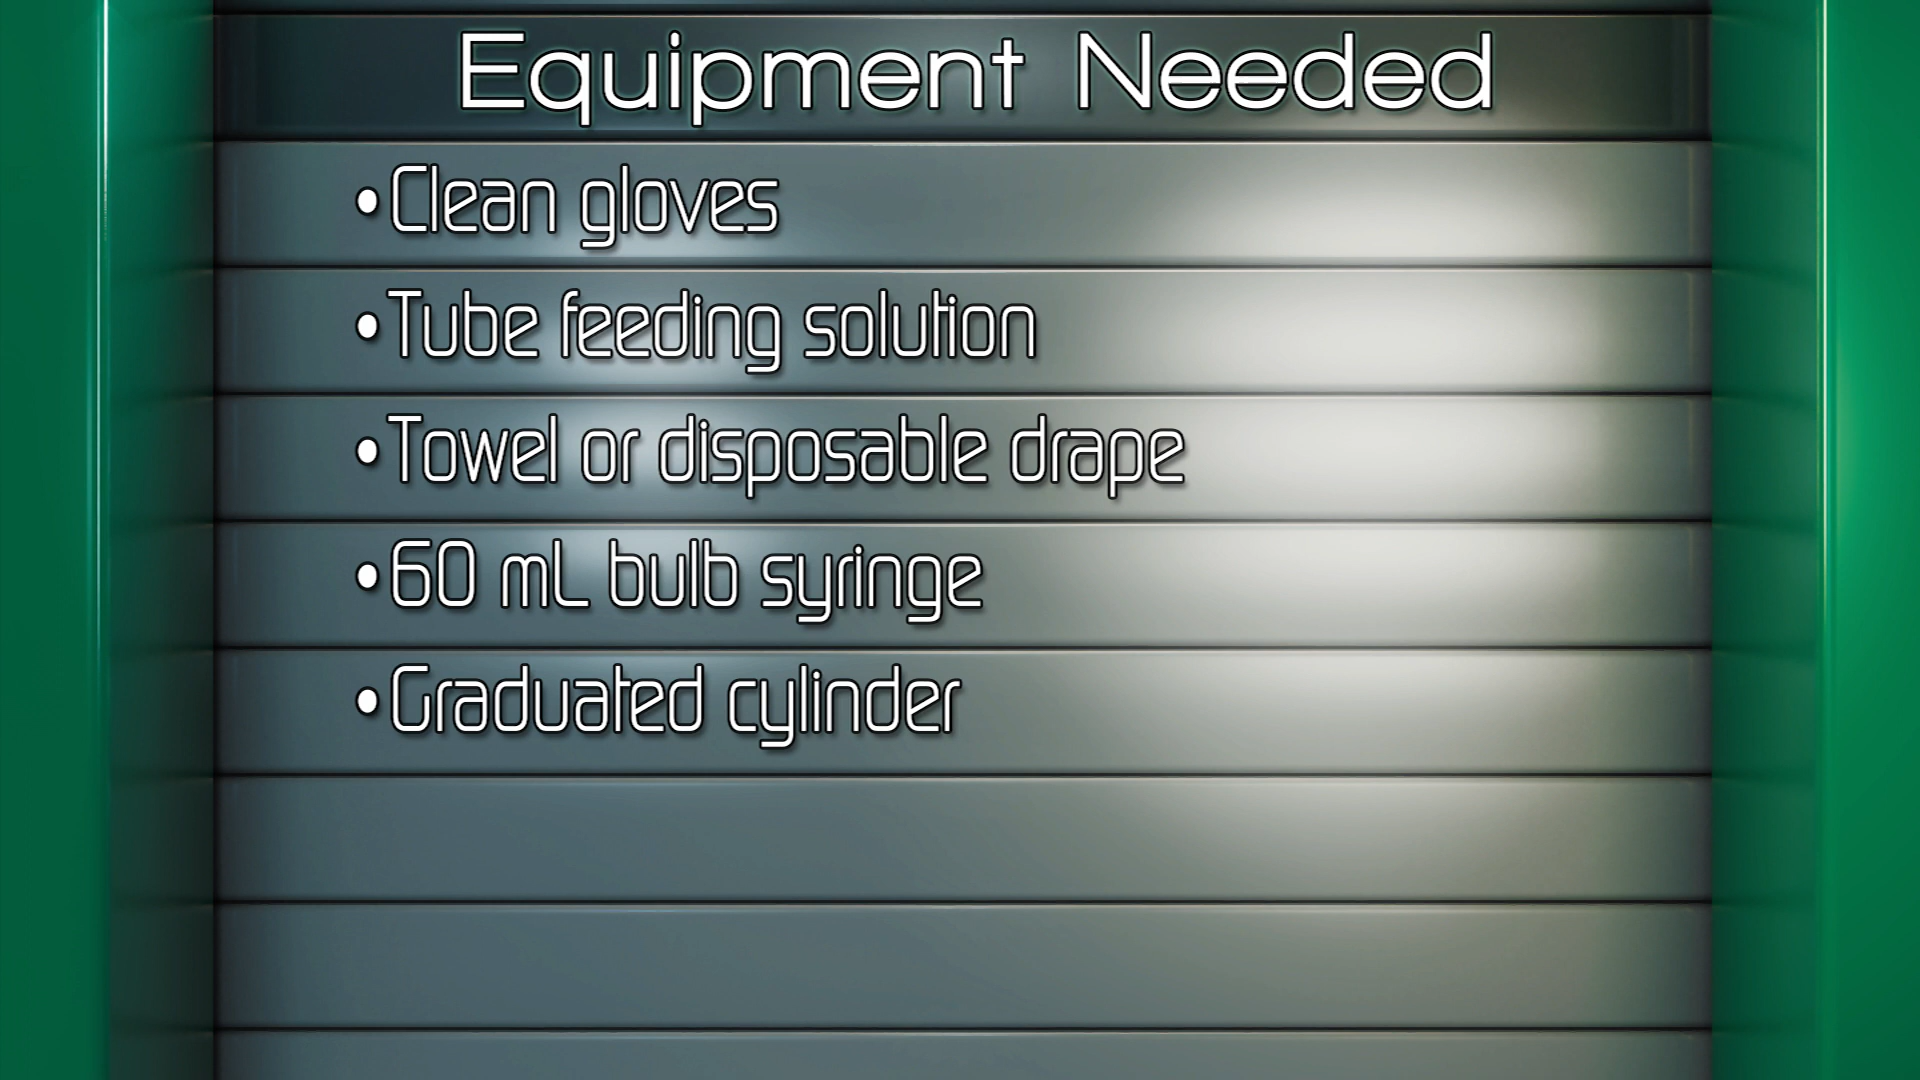 Equipment Needed
•Clean gloves
•Tube feeding solution
•Towel or disposable drape
•60 mL bulb syringe
•Graduated cylinder